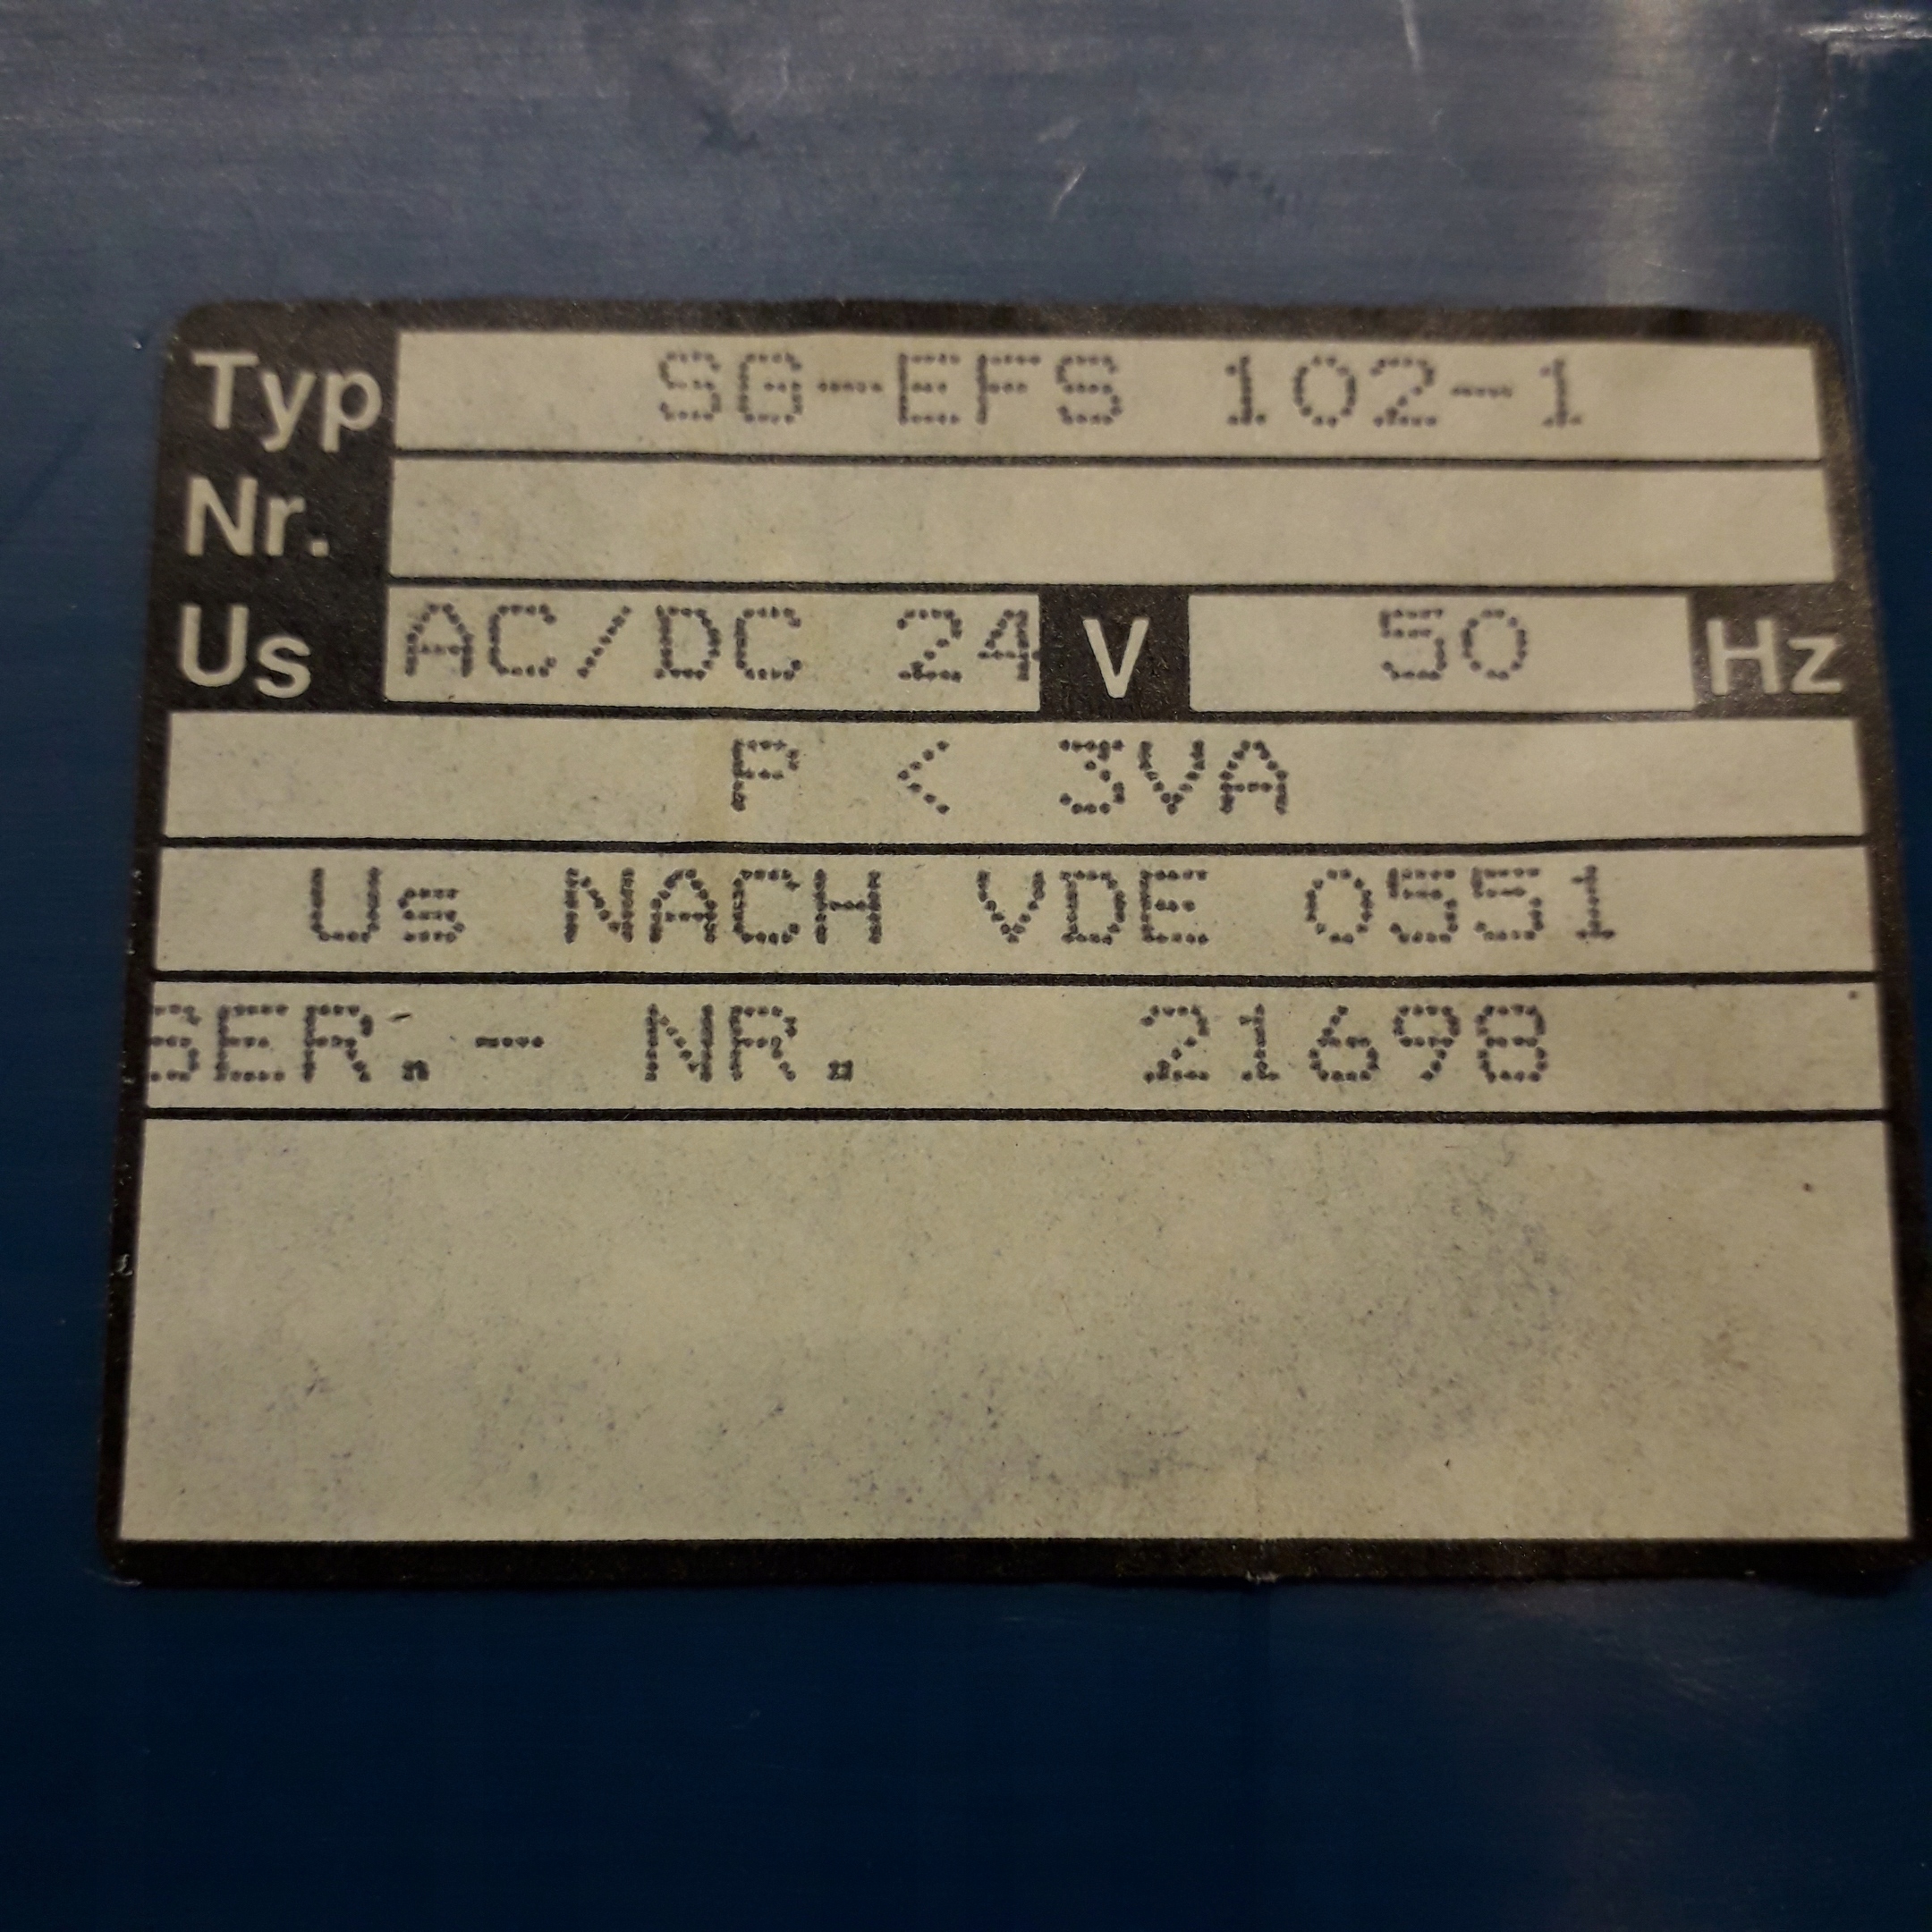 Typ SG-EFS 102-1
Nr.
Us AC/DC 24 V 50 Hz
P < 3VA
Us NACH VDE 0551
SER.- NR. 21698